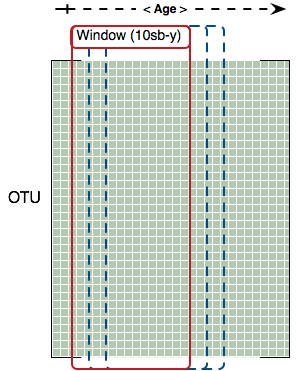 < Age >
Window (10sb-y)
OTU